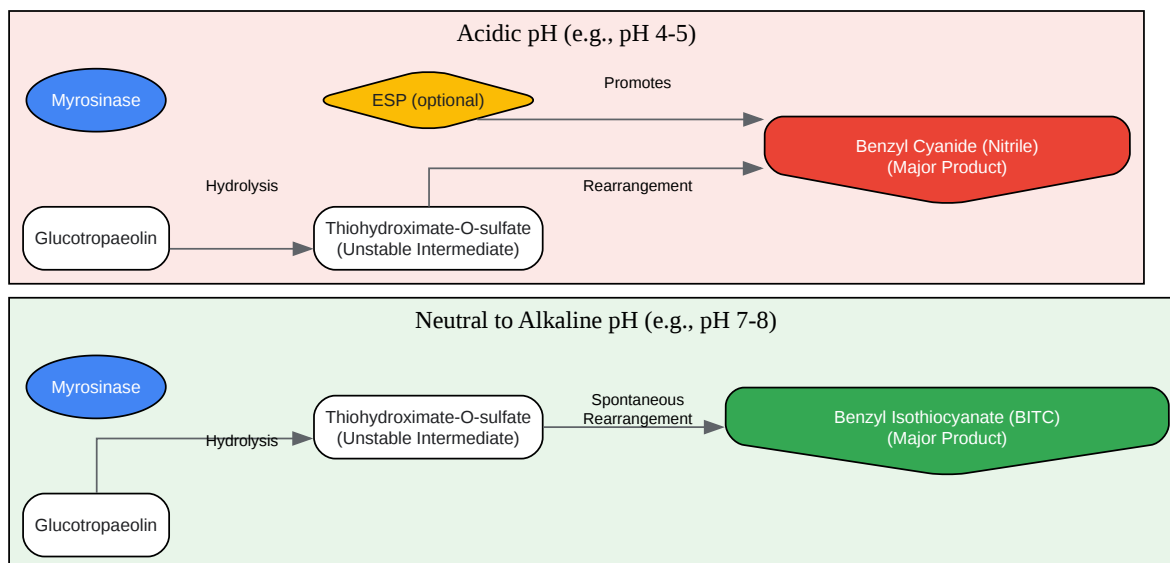 Acidic pH (e.g., pH 4-5)
Myrosinase
ESP (optional)
Promotes
Benzyl Cyanide (Nitrile)
(Major Product)
Hydrolysis
Rearrangement
Glucotropaeolin
Thiohydroximate-O-sulfate
(Unstable Intermediate)
Neutral to Alkaline pH (e.g., pH 7-8)
Myrosinase
Hydrolysis
Thiohydroximate-O-sulfate
(Unstable Intermediate)
Spontaneous
Rearrangement
Benzyl Isothiocyanate (BITC)
(Major Product)
Glucotropaeolin